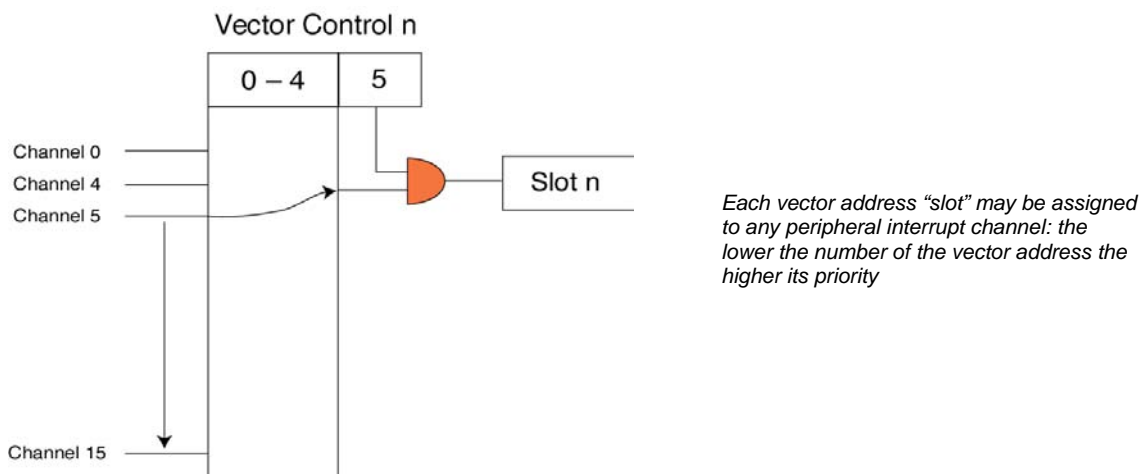 Vector Control n
0 – 4
5
Channel 0
Channel 4
Channel 5
Channel 15
Slot n
Each vector address “slot” may be assigned
to any peripheral interrupt channel: the
lower the number of the vector address the
higher its priority